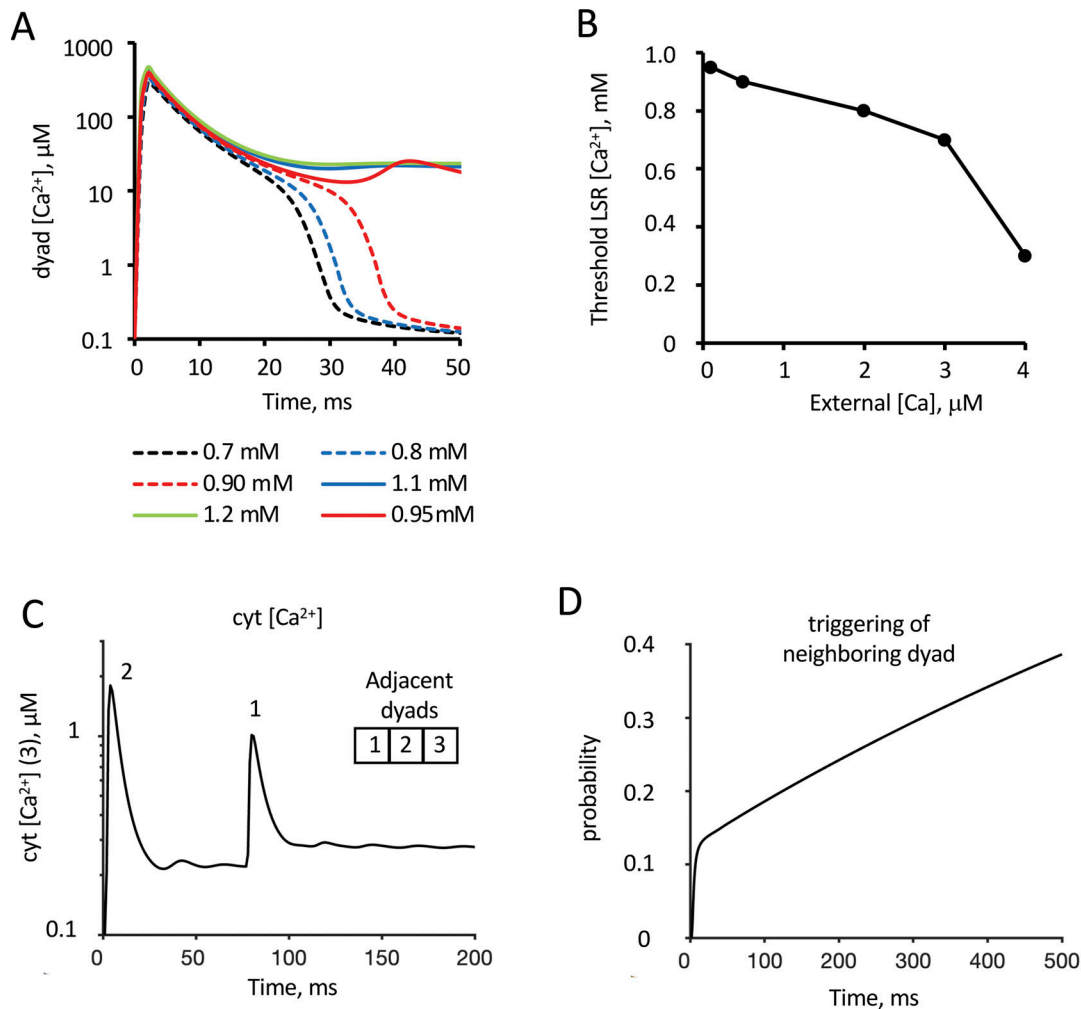 A
1000
100
10
1
0.1
dyad [Ca²⁺], μM
0
10
20
30
40
50
Time, ms
0.7 mM
0.8 mM
0.90 mM
1.1 mM
1.2 mM
0.95mM
B
1.0
0.8
0.6
0.4
0.2
0
Threshold LSR [Ca²⁺], mM
0
1
2
3
4
External [Ca], μM
C
cyt [Ca²⁺]
2
1
Adjacent
dyads
1 2 3
1
0.1
cyt [Ca²⁺] (3), μM
0
50
100
150
200
Time, ms
D
triggering of
neighboring dyad
0.4
0.3
0.2
0.1
0
probability
0
100
200
300
400
500
Time, ms